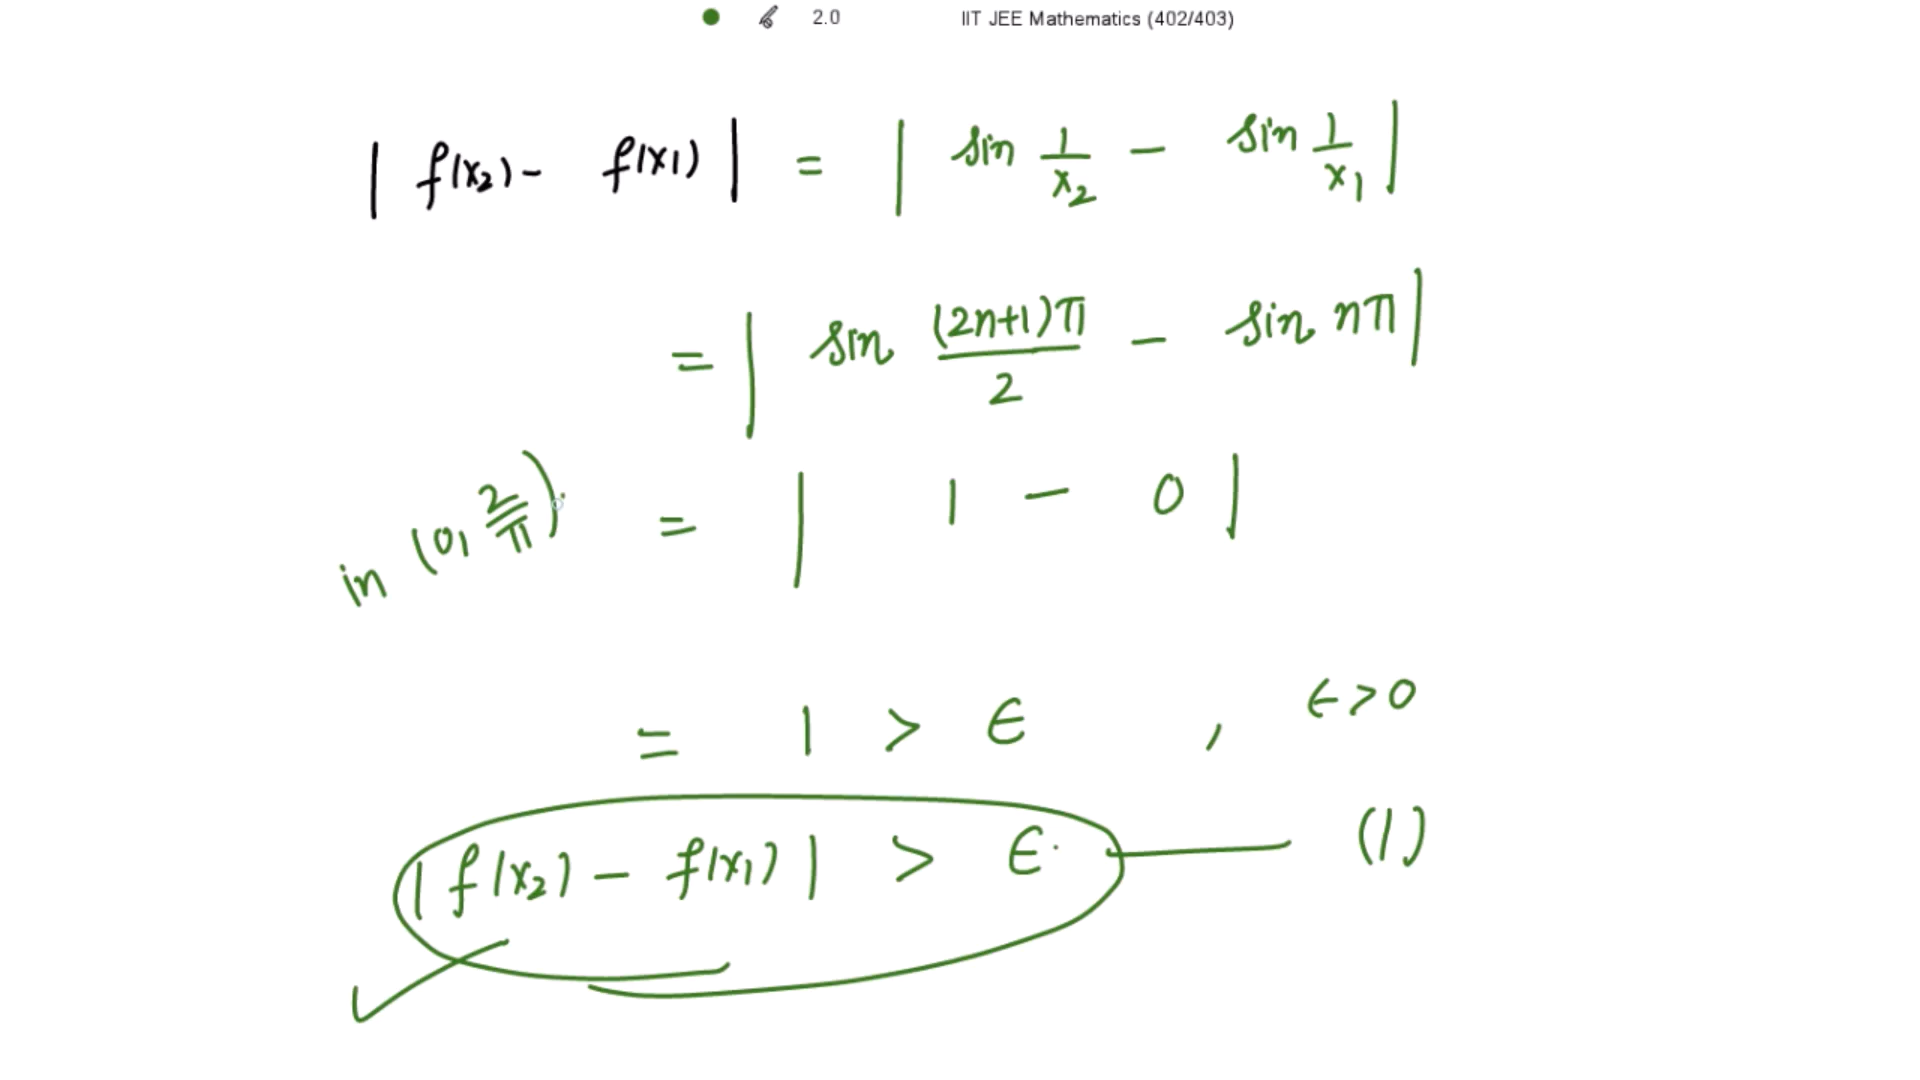 2.0 IIT JEE Mathematics (402/403)
| f(x₂) - f(x₁) | = | sin 1/x₂ - sin 1/x₁ |
= | sin (2n+1)π/2 - sin nπ |
in (0, 2/π) = | 1 - 0 |
= 1 > ϵ , ϵ > 0
| f(x₂) - f(x₁) | > ϵ. — (1)